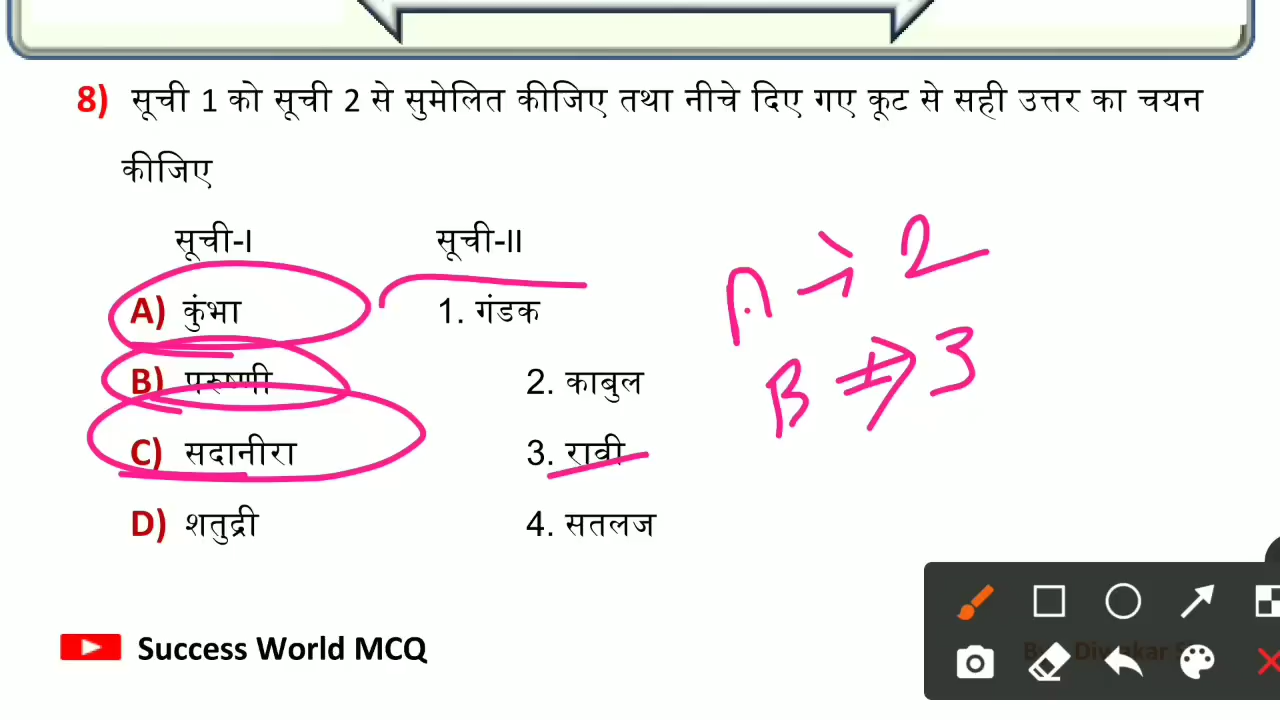 8) सूची 1 को सूची 2 से सुमेलित कीजिए तथा नीचे दिए गए कूट से सही उत्तर का चयन
कीजिए
सूची-I सूची-II
A) कुंभा 1. गंडक
B) परुष्णी 2. काबुल
C) सदानीरा 3. रावी
D) शतुद्री 4. सतलज
A → 2
B ⇒ 3
Success World MCQ